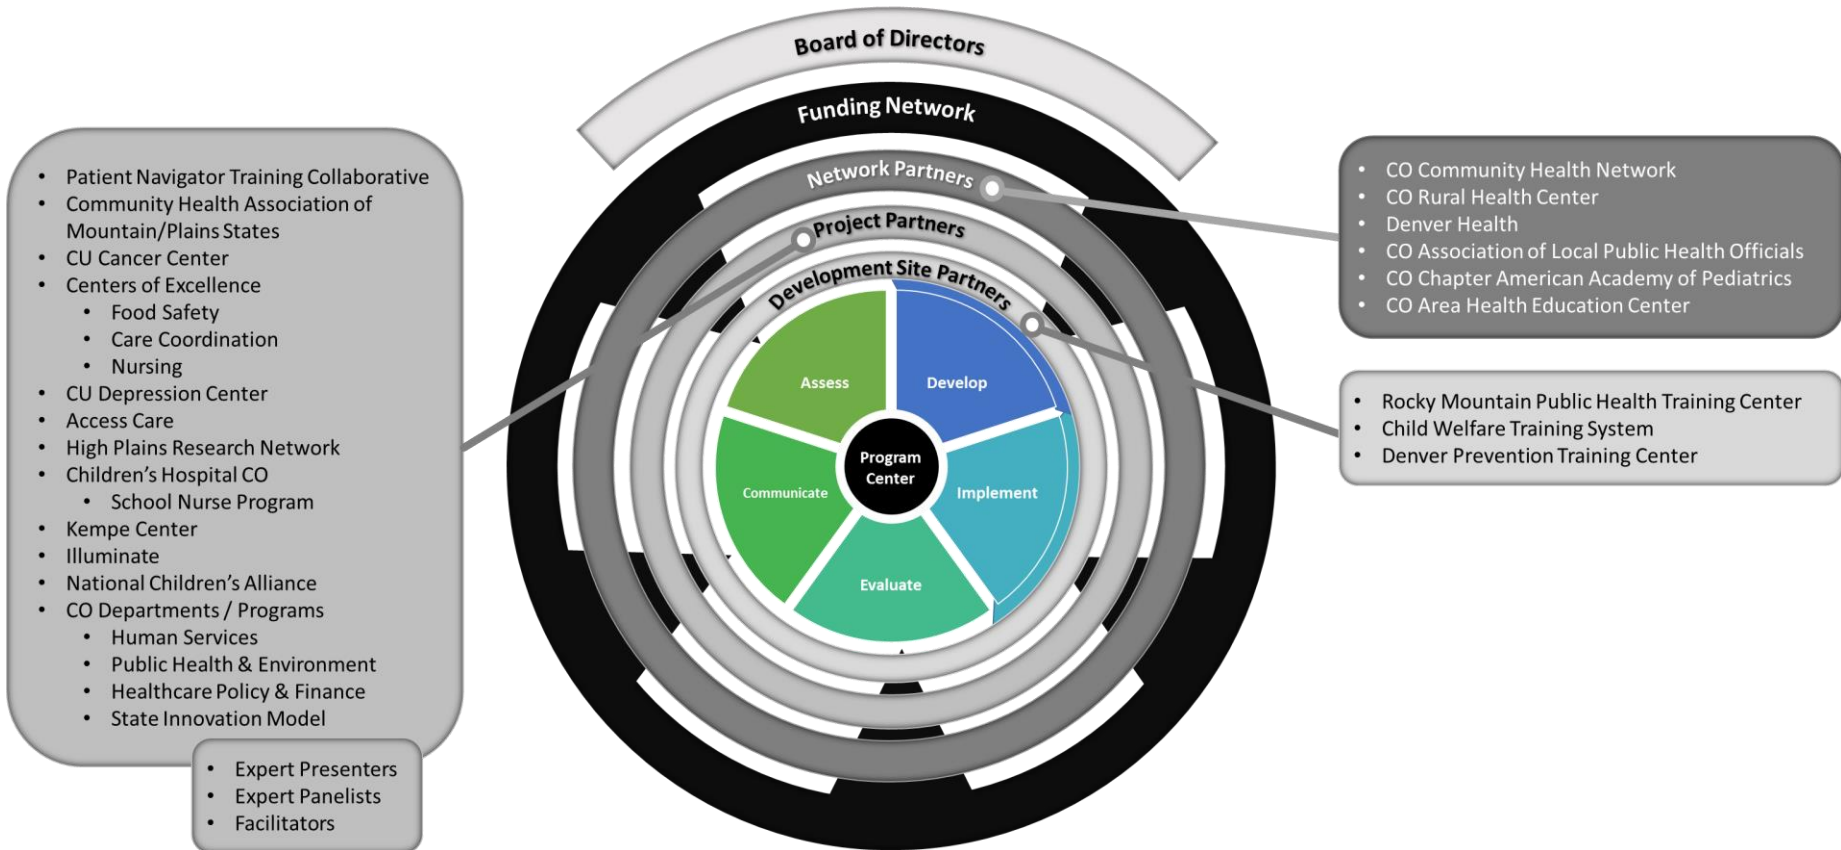 Board of Directors
Funding Network
Network Partners
Project Partners
Development Site Partners
Assess
Develop
Communicate
Implement
Evaluate
Program
Center
• Patient Navigator Training Collaborative
• Community Health Association of
Mountain/Plains States
• CU Cancer Center
• Centers of Excellence
• Food Safety
• Care Coordination
• Nursing
• CU Depression Center
• Access Care
• High Plains Research Network
• Children's Hospital CO
• School Nurse Program
• Kempe Center
• Illuminate
• National Children's Alliance
• CO Departments / Programs
• Human Services
• Public Health & Environment
• Healthcare Policy & Finance
• State Innovation Model
• Expert Presenters
• Expert Panelists
• Facilitators
• CO Community Health Network
• CO Rural Health Center
• Denver Health
• CO Association of Local Public Health Officials
• CO Chapter American Academy of Pediatrics
• CO Area Health Education Center
• Rocky Mountain Public Health Training Center
• Child Welfare Training System
• Denver Prevention Training Center